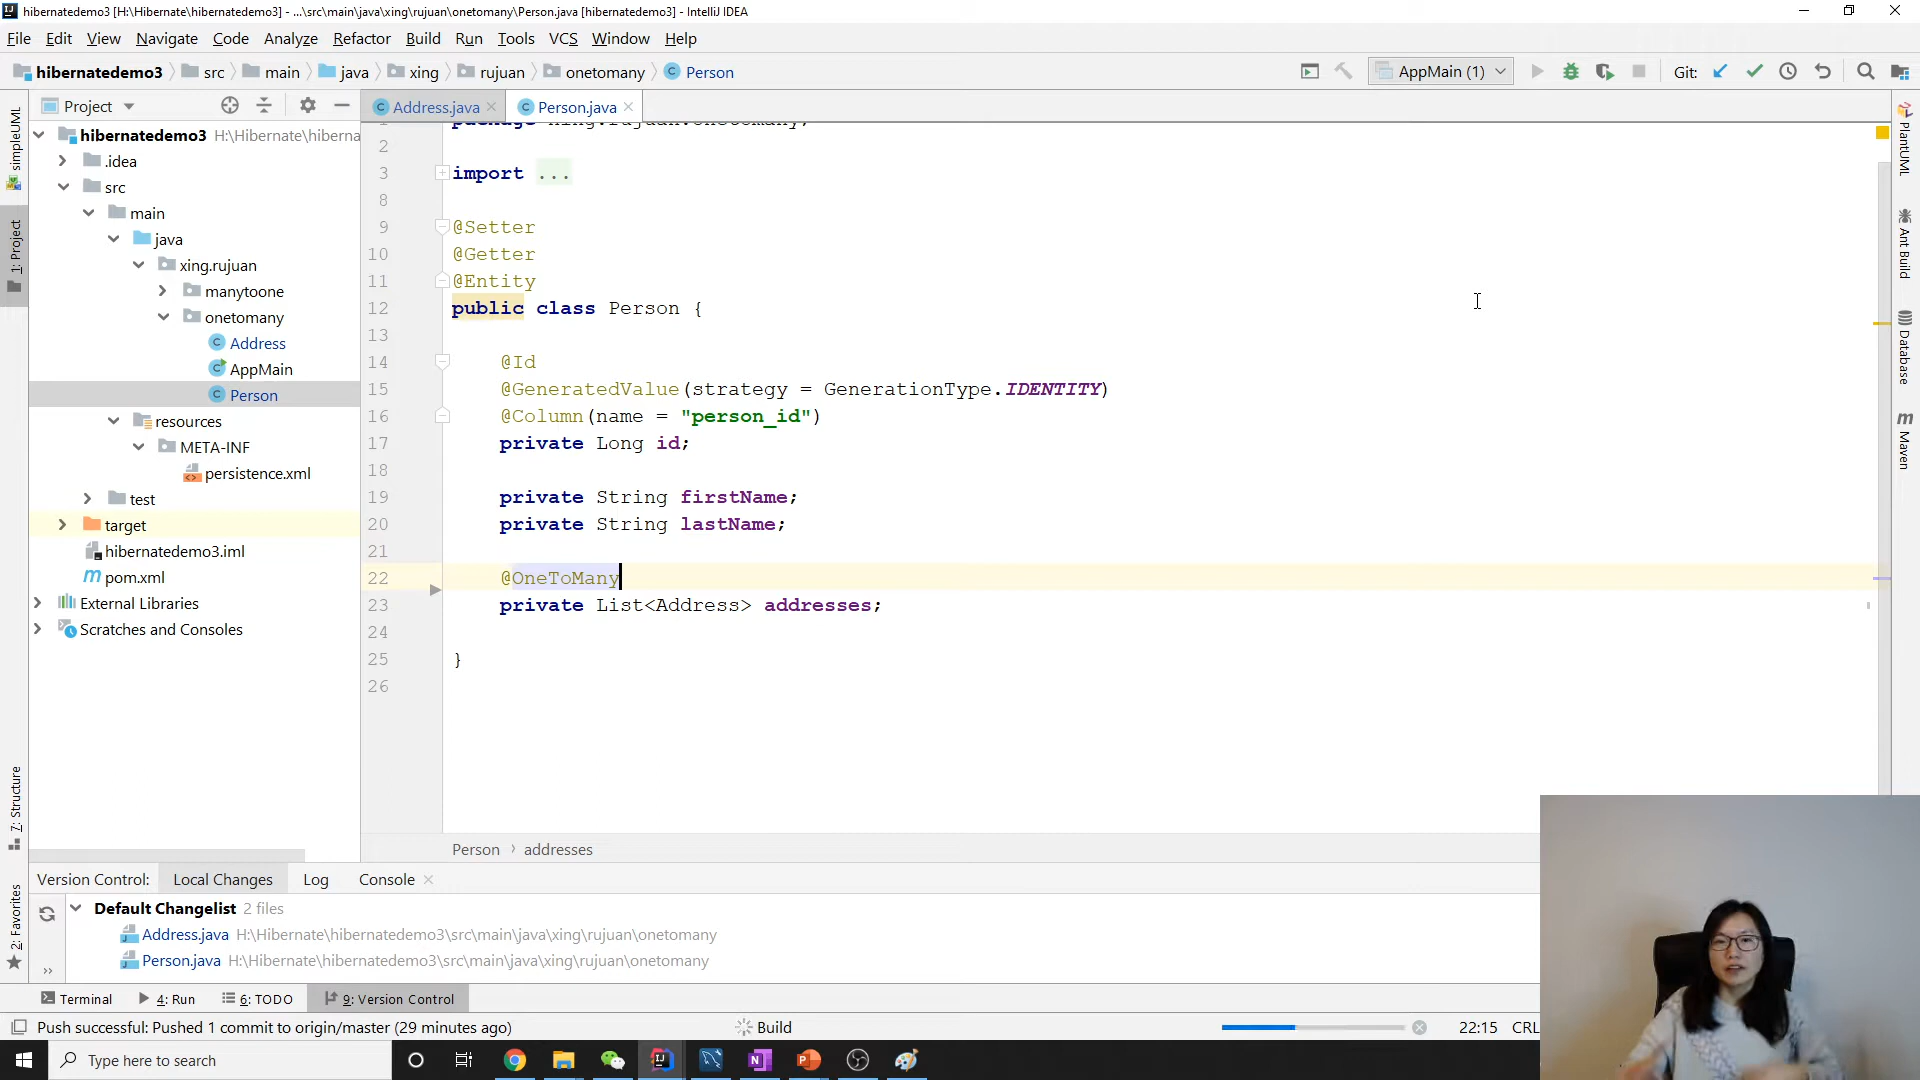 hibernatedemo3 [H:\Hibernate\hibernatedemo3] - ...\src\main\java\xing\rujuan\onetomany\Person.java [hibernatedemo3] - IntelliJ IDEA
File Edit View Navigate Code Analyze Refactor Build Run Tools VCS Window Help
hibernatedemo3 src main java xing rujuan onetomany Person
AppMain (1) Git:
Project
Address.java Person.java
simpleUML
1: Project
7: Structure
2: Favorites
hibernatedemo3 H:\Hibernate\hiberna
.idea
src
main
java
xing.rujuan
manytoone
onetomany
Address
AppMain
Person
resources
META-INF
persistence.xml
test
target
hibernatedemo3.iml
pom.xml
External Libraries
Scratches and Consoles
1 package xing.rujuan.onetomany;
2
3 import ...
8
9 @Setter
10 @Getter
11 @Entity
12 public class Person {
13
14 @Id
15 @GeneratedValue(strategy = GenerationType.IDENTITY)
16 @Column(name = "person_id")
17 private Long id;
18
19 private String firstName;
20 private String lastName;
21
22 @OneToMany
23 private List<Address> addresses;
24
25 }
26
Person › addresses
PlantUML
Ant Build
Database
Maven
Version Control: Local Changes Log Console
Default Changelist 2 files
Address.java H:\Hibernate\hibernatedemo3\src\main\java\xing\rujuan\onetomany
Person.java H:\Hibernate\hibernatedemo3\src\main\java\xing\rujuan\onetomany
Terminal 4: Run 6: TODO 9: Version Control
Push successful: Pushed 1 commit to origin/master (29 minutes ago) Build 22:15 CRL
Type here to search